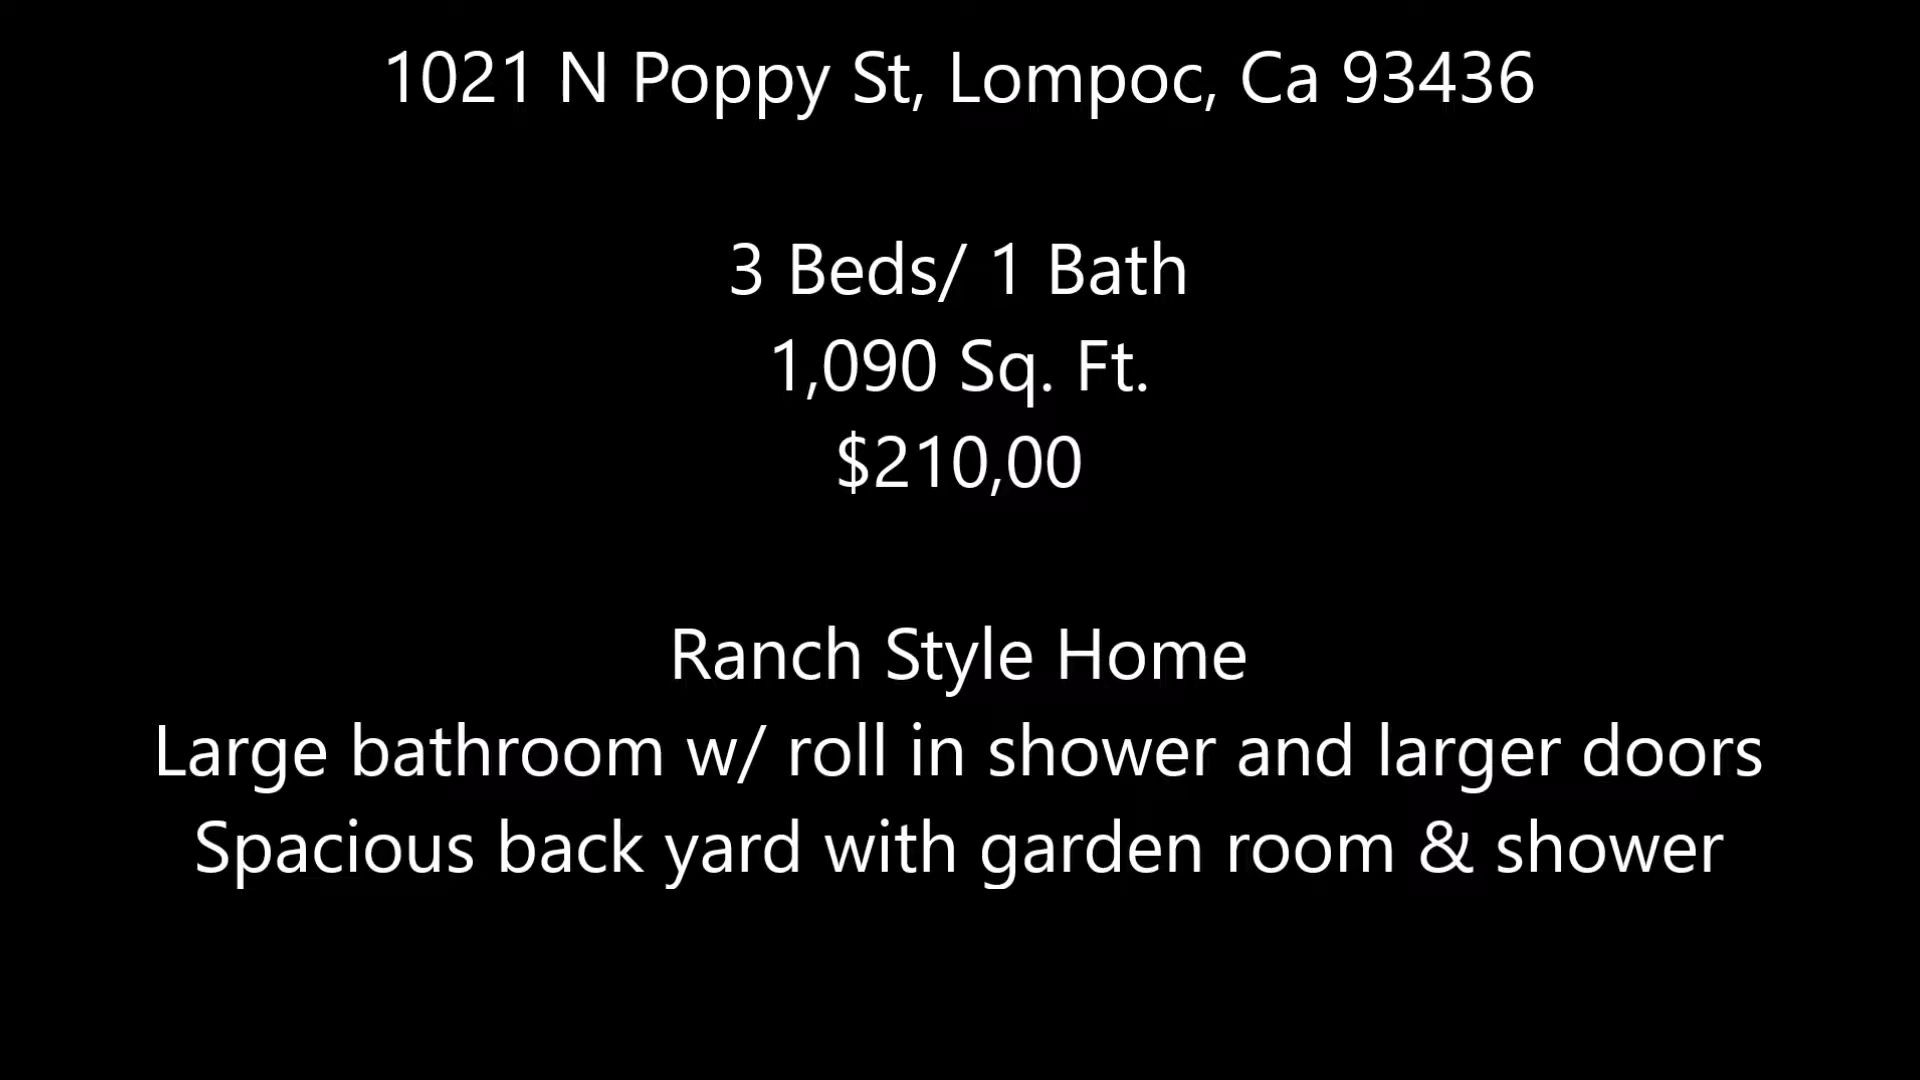 1021 N Poppy St, Lompoc, Ca 93436
3 Beds/ 1 Bath
1,090 Sq. Ft.
$210,00
Ranch Style Home
Large bathroom w/ roll in shower and larger doors
Spacious back yard with garden room & shower